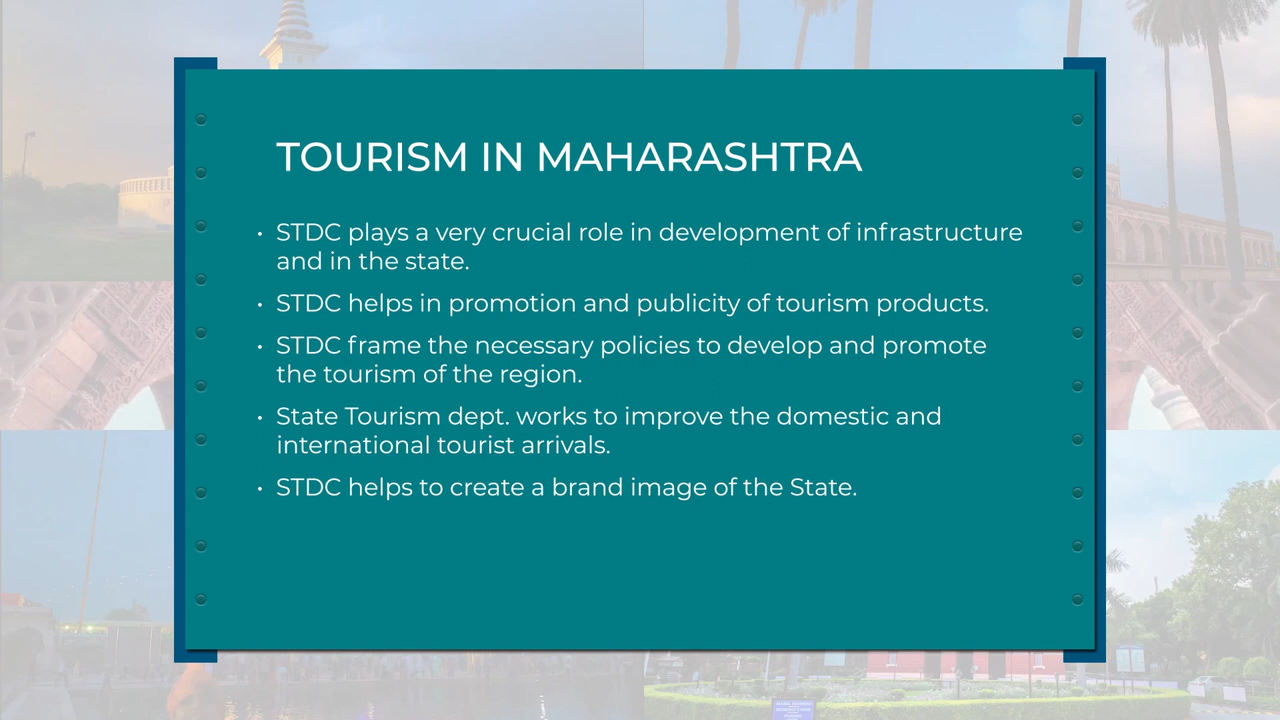 TOURISM IN MAHARASHTRA
• STDC plays a very crucial role in development of infrastructure
and in the state.
• STDC helps in promotion and publicity of tourism products.
• STDC frame the necessary policies to develop and promote
the tourism of the region.
• State Tourism dept. works to improve the domestic and
international tourist arrivals.
• STDC helps to create a brand image of the State.